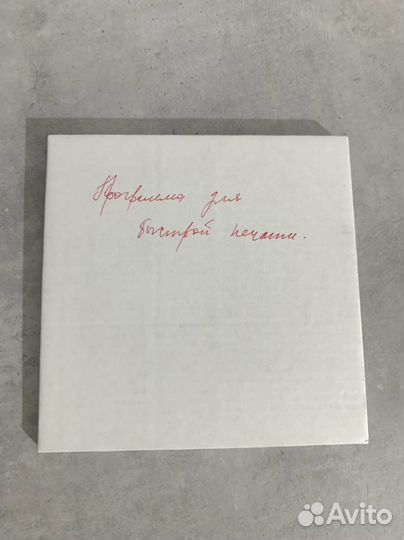 Программа для
быстрой печати.
Avito